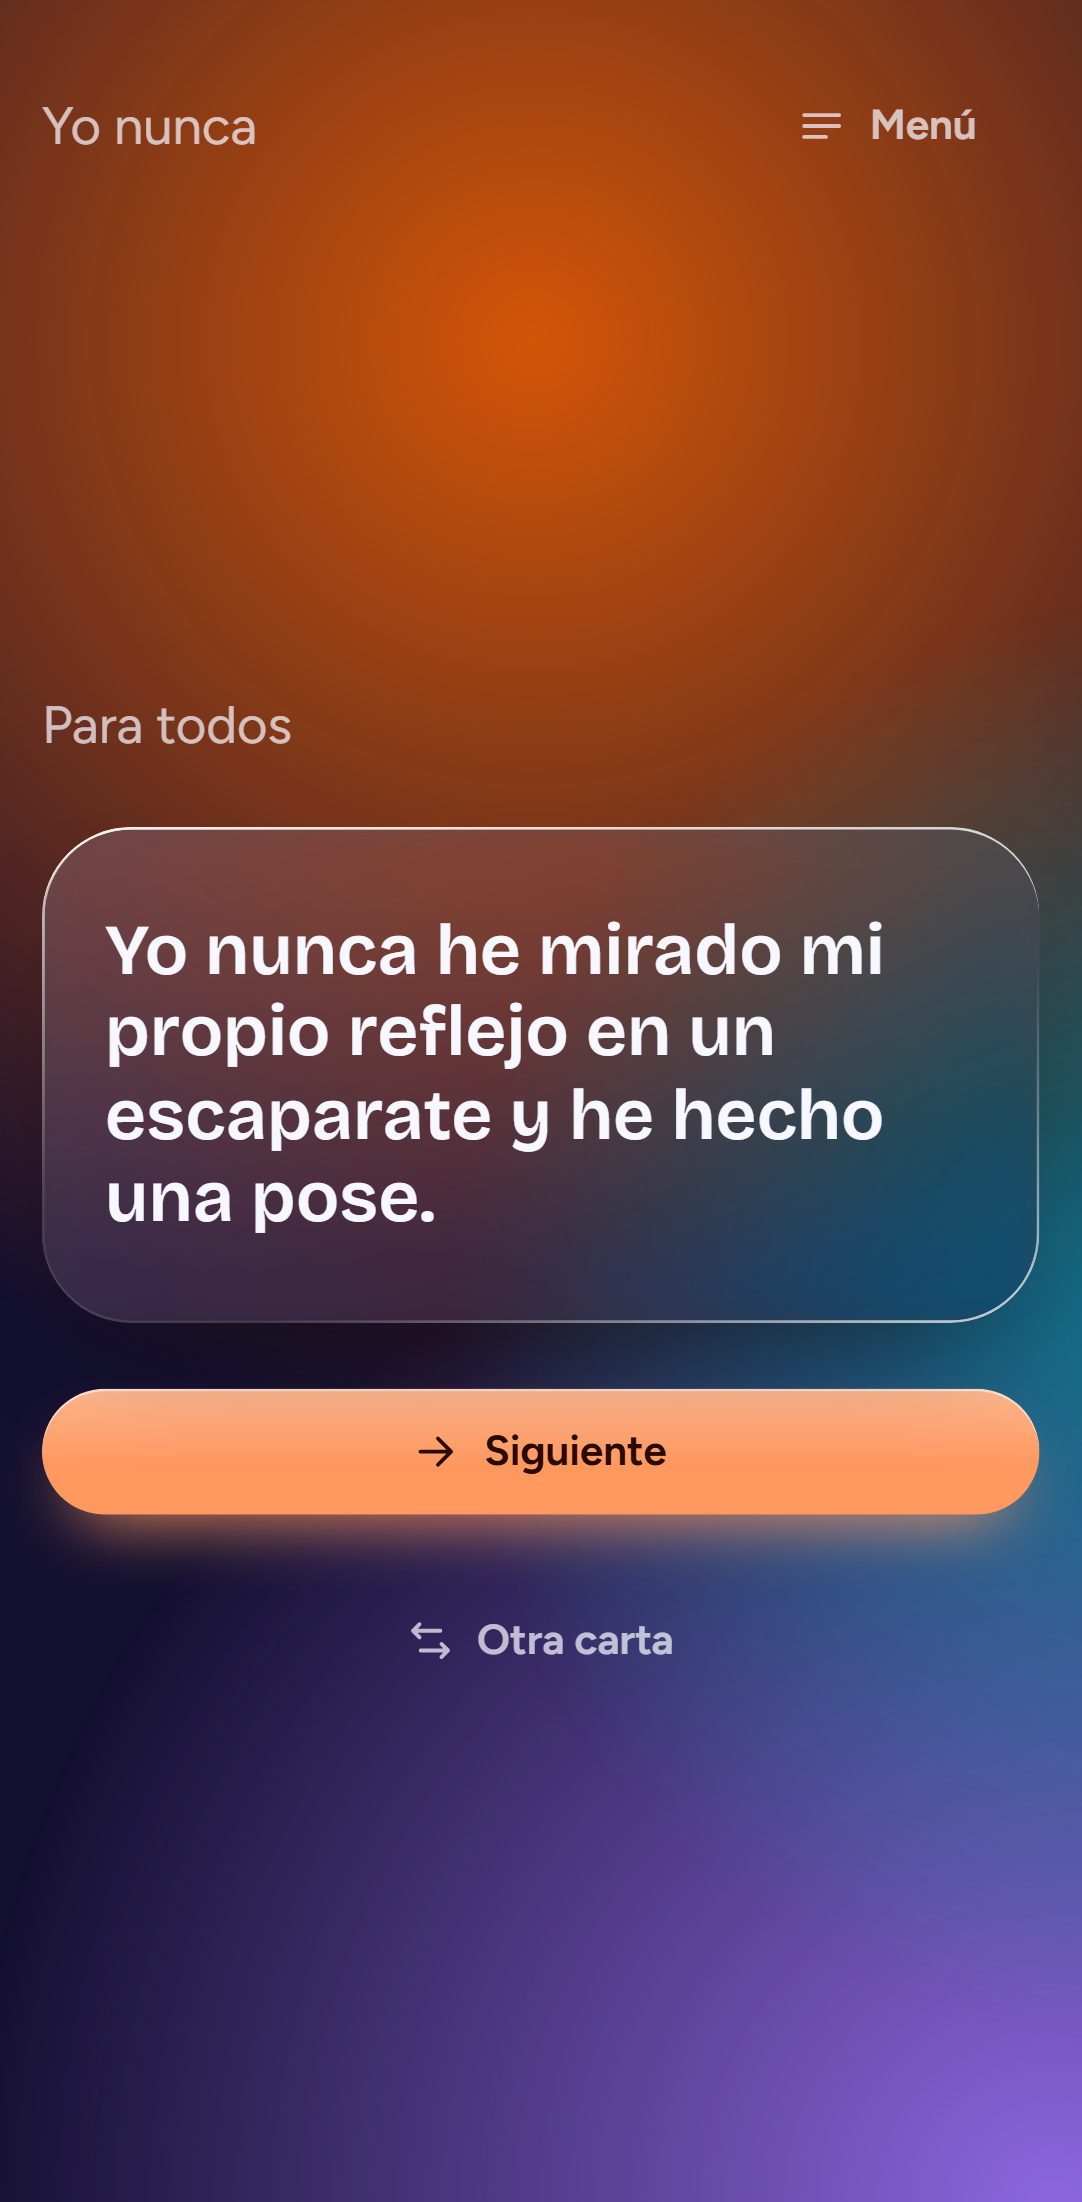 Yo nunca
Menú
Para todos
Yo nunca he mirado mi
propio reflejo en un
escaparate y he hecho
una pose.
Siguiente
Otra carta